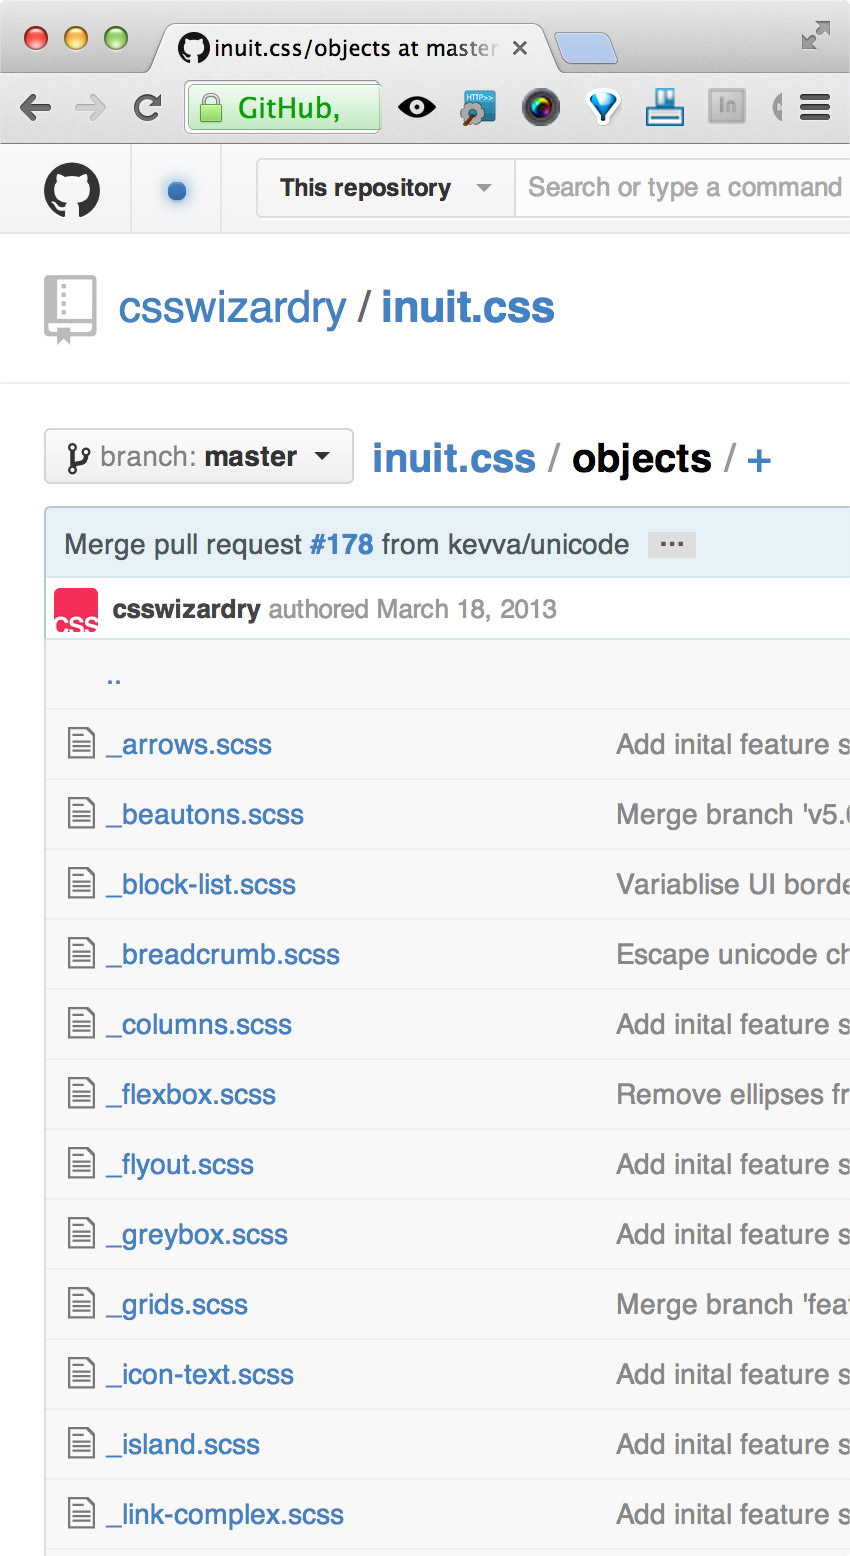 inuit.css/objects at master
GitHub,
HTTP>>
In
This repository
Search or type a command
csswizardry / inuit.css
branch: master
inuit.css / objects / +
Merge pull request #178 from kevva/unicode ...
css
csswizardry authored March 18, 2013
..
_arrows.scss Add inital feature s
_beautons.scss Merge branch 'v5.
_block-list.scss Variablise UI borde
_breadcrumb.scss Escape unicode ch
_columns.scss Add inital feature s
_flexbox.scss Remove ellipses fr
_flyout.scss Add inital feature s
_greybox.scss Add inital feature s
_grids.scss Merge branch 'feat
_icon-text.scss Add inital feature s
_island.scss Add inital feature s
_link-complex.scss Add inital feature s